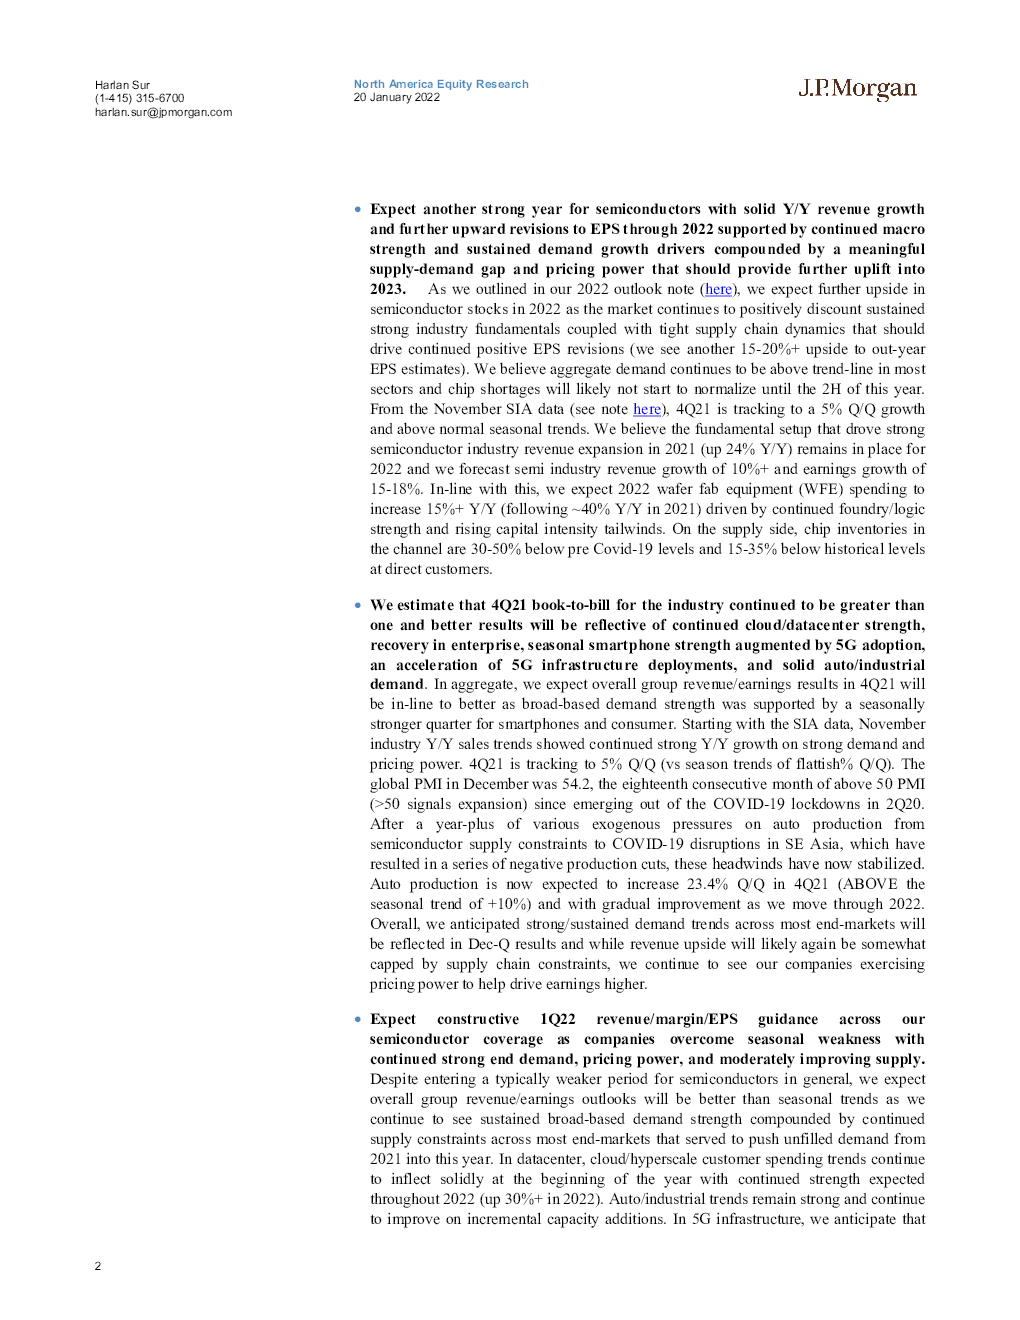 Harlan Sur
(1-415) 315-6700
harlan.sur@jpmorgan.com
North America Equity Research
20 January 2022
J.P.Morgan
• Expect another strong year for semiconductors with solid Y/Y revenue growth
and further upward revisions to EPS through 2022 supported by continued macro
strength and sustained demand growth drivers compounded by a meaningful
supply-demand gap and pricing power that should provide further uplift into
2023. As we outlined in our 2022 outlook note (here), we expect further upside in
semiconductor stocks in 2022 as the market continues to positively discount sustained
strong industry fundamentals coupled with tight supply chain dynamics that should
drive continued positive EPS revisions (we see another 15-20%+ upside to out-year
EPS estimates). We believe aggregate demand continues to be above trend-line in most
sectors and chip shortages will likely not start to normalize until the 2H of this year.
From the November SIA data (see note here), 4Q21 is tracking to a 5% Q/Q growth
and above normal seasonal trends. We believe the fundamental setup that drove strong
semiconductor industry revenue expansion in 2021 (up 24% Y/Y) remains in place for
2022 and we forecast semi industry revenue growth of 10%+ and earnings growth of
15-18%. In-line with this, we expect 2022 wafer fab equipment (WFE) spending to
increase 15%+ Y/Y (following ~40% Y/Y in 2021) driven by continued foundry/logic
strength and rising capital intensity tailwinds. On the supply side, chip inventories in
the channel are 30-50% below pre Covid-19 levels and 15-35% below historical levels
at direct customers.
• We estimate that 4Q21 book-to-bill for the industry continued to be greater than
one and better results will be reflective of continued cloud/datacenter strength,
recovery in enterprise, seasonal smartphone strength augmented by 5G adoption,
an acceleration of 5G infrastructure deployments, and solid auto/industrial
demand. In aggregate, we expect overall group revenue/earnings results in 4Q21 will
be in-line to better as broad-based demand strength was supported by a seasonally
stronger quarter for smartphones and consumer. Starting with the SIA data, November
industry Y/Y sales trends showed continued strong Y/Y growth on strong demand and
pricing power. 4Q21 is tracking to 5% Q/Q (vs season trends of flattish% Q/Q). The
global PMI in December was 54.2, the eighteenth consecutive month of above 50 PMI
(>50 signals expansion) since emerging out of the COVID-19 lockdowns in 2Q20.
After a year-plus of various exogenous pressures on auto production from
semiconductor supply constraints to COVID-19 disruptions in SE Asia, which have
resulted in a series of negative production cuts, these headwinds have now stabilized.
Auto production is now expected to increase 23.4% Q/Q in 4Q21 (ABOVE the
seasonal trend of +10%) and with gradual improvement as we move through 2022.
Overall, we anticipated strong/sustained demand trends across most end-markets will
be reflected in Dec-Q results and while revenue upside will likely again be somewhat
capped by supply chain constraints, we continue to see our companies exercising
pricing power to help drive earnings higher.
• Expect constructive 1Q22 revenue/margin/EPS guidance across our
semiconductor coverage as companies overcome seasonal weakness with
continued strong end demand, pricing power, and moderately improving supply.
Despite entering a typically weaker period for semiconductors in general, we expect
overall group revenue/earnings outlooks will be better than seasonal trends as we
continue to see sustained broad-based demand strength compounded by continued
supply constraints across most end-markets that served to push unfilled demand from
2021 into this year. In datacenter, cloud/hyperscale customer spending trends continue
to inflect solidly at the beginning of the year with continued strength expected
throughout 2022 (up 30%+ in 2022). Auto/industrial trends remain strong and continue
to improve on incremental capacity additions. In 5G infrastructure, we anticipate that
2